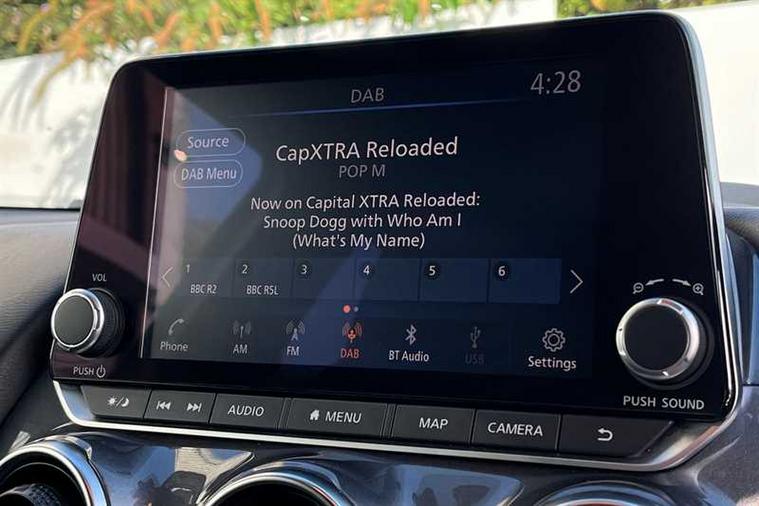 DAB
4:28
Source
DAB Menu
CapXTRA Reloaded
POP M
Now on Capital XTRA Reloaded:
Snoop Dogg with Who Am I
(What's My Name)
1 2 3 4 5 6
BBC R2 BBC R5L
Phone AM FM DAB BT Audio USB Settings
VOL
PUSH
PUSH SOUND
AUDIO MENU MAP CAMERA